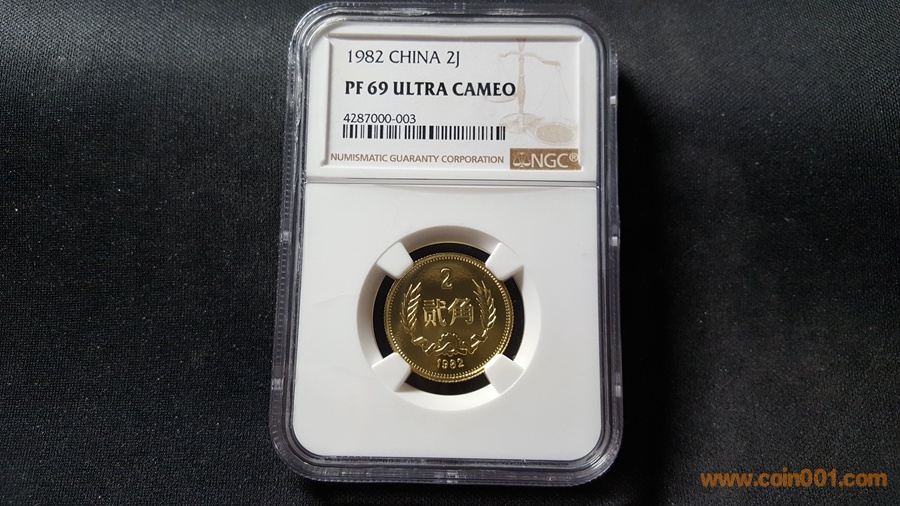 1982 CHINA 2J
PF 69 ULTRA CAMEO
4287000-003
NUMISMATIC GUARANTY CORPORATION
NGC®
2
贰角
1982
www.coin001.com